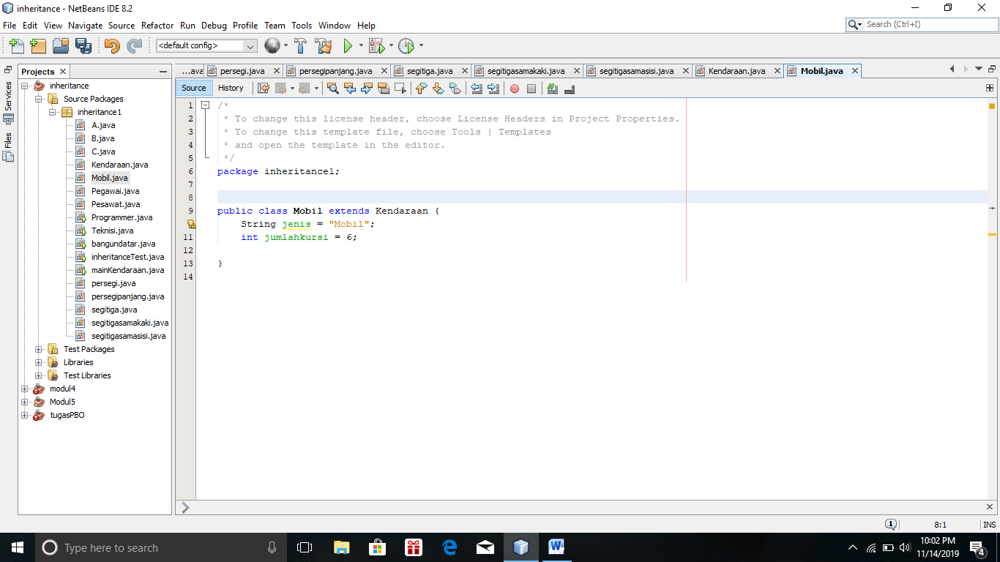 inheritance - NetBeans IDE 8.2
File Edit View Navigate Source Refactor Run Debug Profile Team Tools Window Help
Search (Ctrl+I)
<default config>
Projects
...ava persegi.java persegipanjang.java segitiga.java segitigasamakaki.java segitigasamasisi.java Kendaraan.java Mobil.java
Source History
Services
Files
inheritance
Source Packages
inheritance1
A.java
B.java
C.java
Kendaraan.java
Mobil.java
Pegawai.java
Pesawat.java
Programmer.java
Teknisi.java
bangundatar.java
inheritanceTest.java
mainKendaraan.java
persegi.java
persegipanjang.java
segitiga.java
segitigasamakaki.java
segitigasamasisi.java
Test Packages
Libraries
Test Libraries
modul4
Modul5
tugasPBO
1 /*
2 * To change this license header, choose License Headers in Project Properties.
3 * To change this template file, choose Tools | Templates
4 * and open the template in the editor.
5 */
6 package inheritance1;
7
8
9 public class Mobil extends Kendaraan {
String jenis = "Mobil";
11 int jumlahkursi = 6;
12
13 }
14
1 8:1 INS
Type here to search
10:02 PM
11/14/2019
4